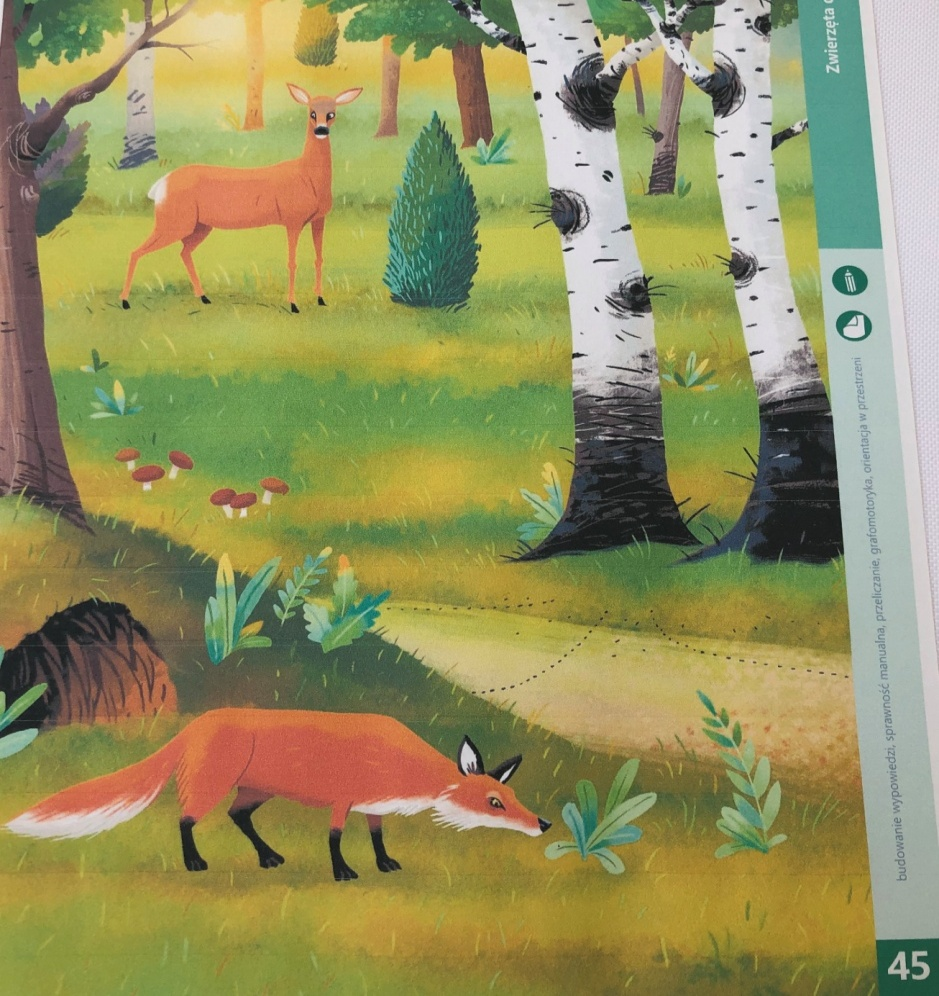 Zwierzęta
budowanie wypowiedzi, sprawność manualna, przeliczanie, grafomotoryka, orientacja w przestrzeni
45